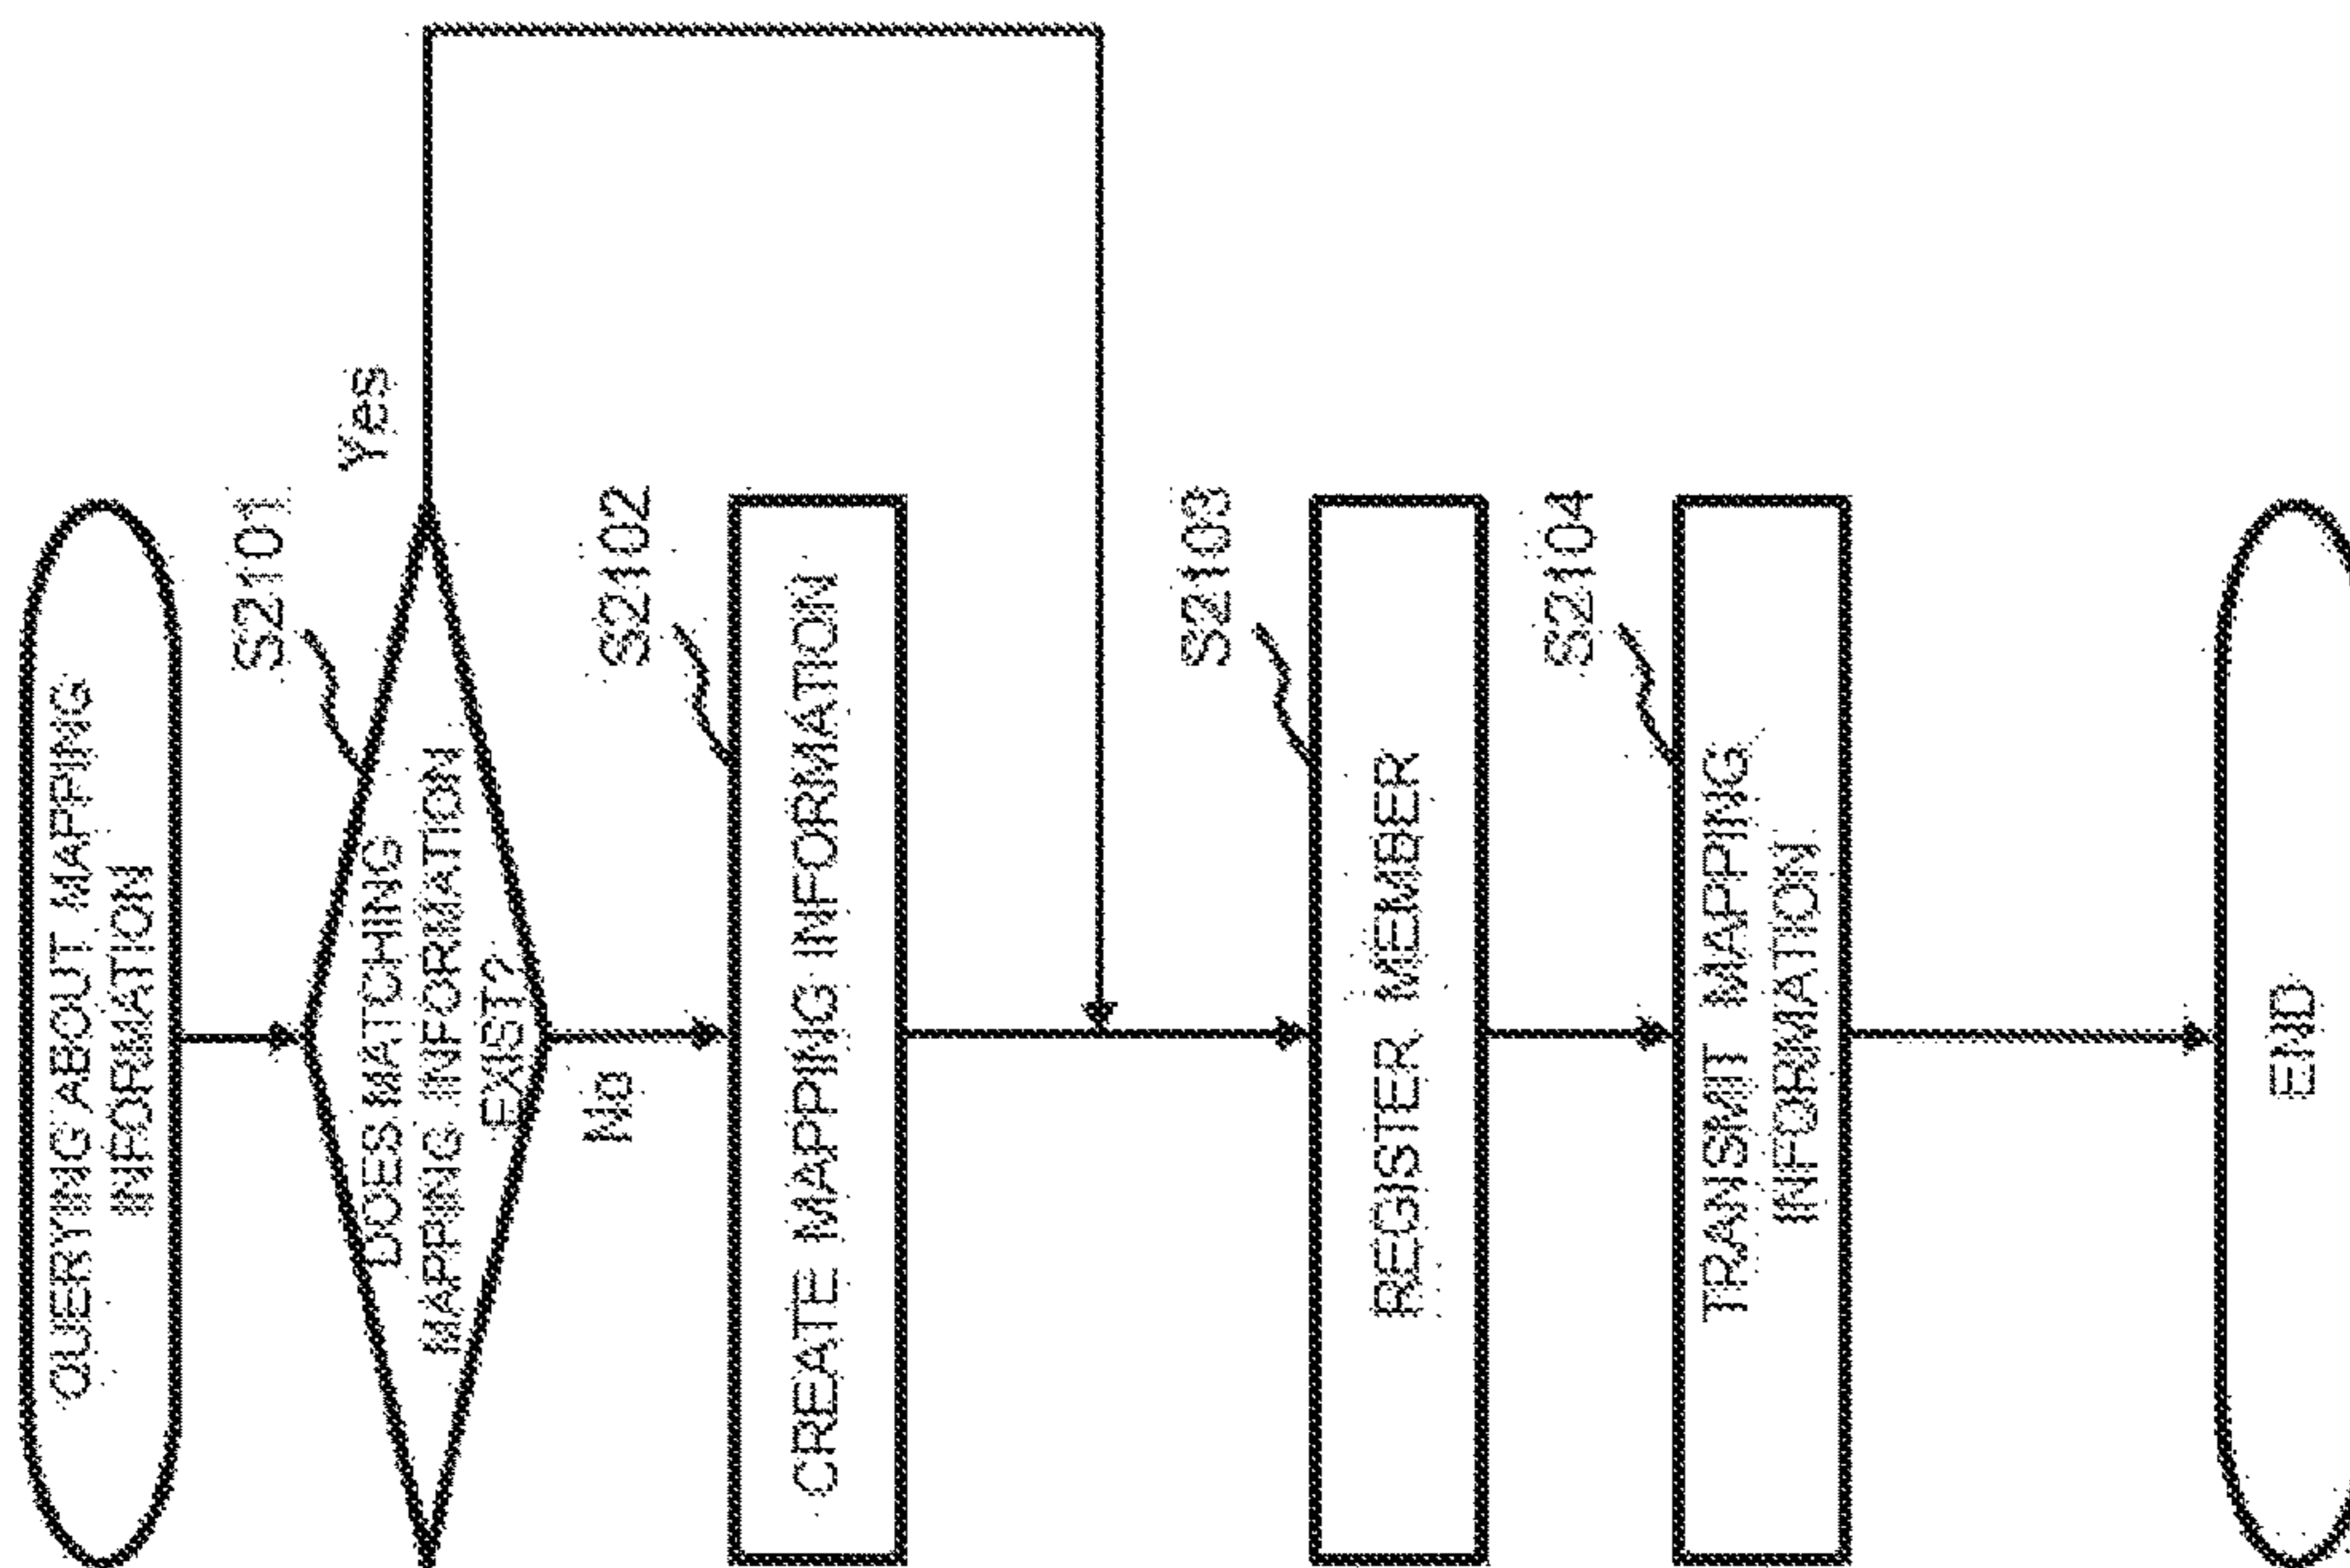 QUERYING ABOUT MAPPING
INFORMATION
S2101
DOES MATCHING
MAPPING INFORMATION
EXIST?
Yes
No
S2102
CREATE MAPPING INFORMATION
S2103
REGISTER MEMBER
S2104
TRANSMIT MAPPING
INFORMATION
END